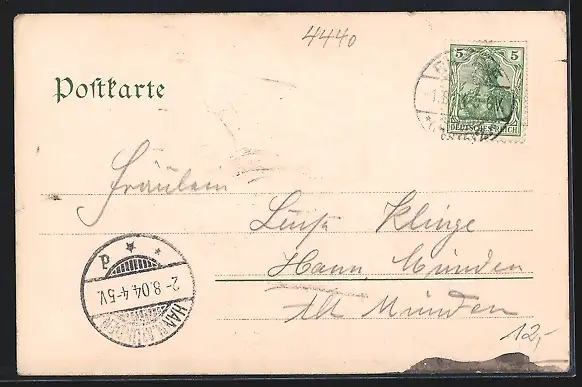 4440
5 5
DEUTSCHES REICH
Postkarte
Fräulein
Luise Klinge
Hann. Münden
Alt Münden
P
2-8.04.4-5V.
HANN.
12,-